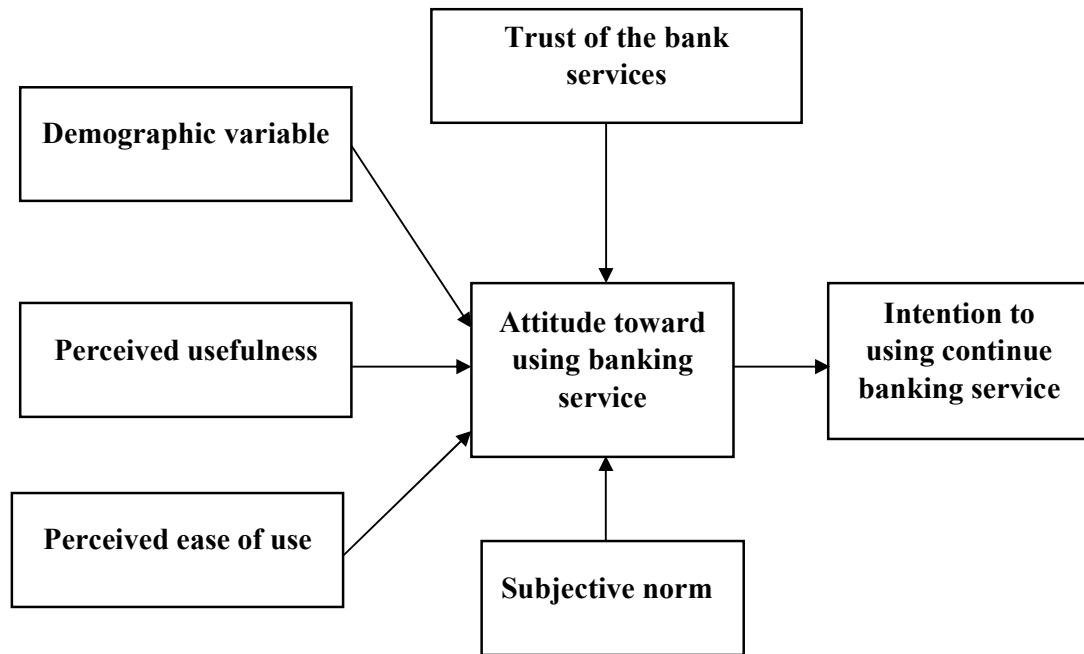 Trust of the bank
services
Demographic variable
Perceived usefulness
Attitude toward
using banking
service
Intention to
using continue
banking service
Perceived ease of use
Subjective norm